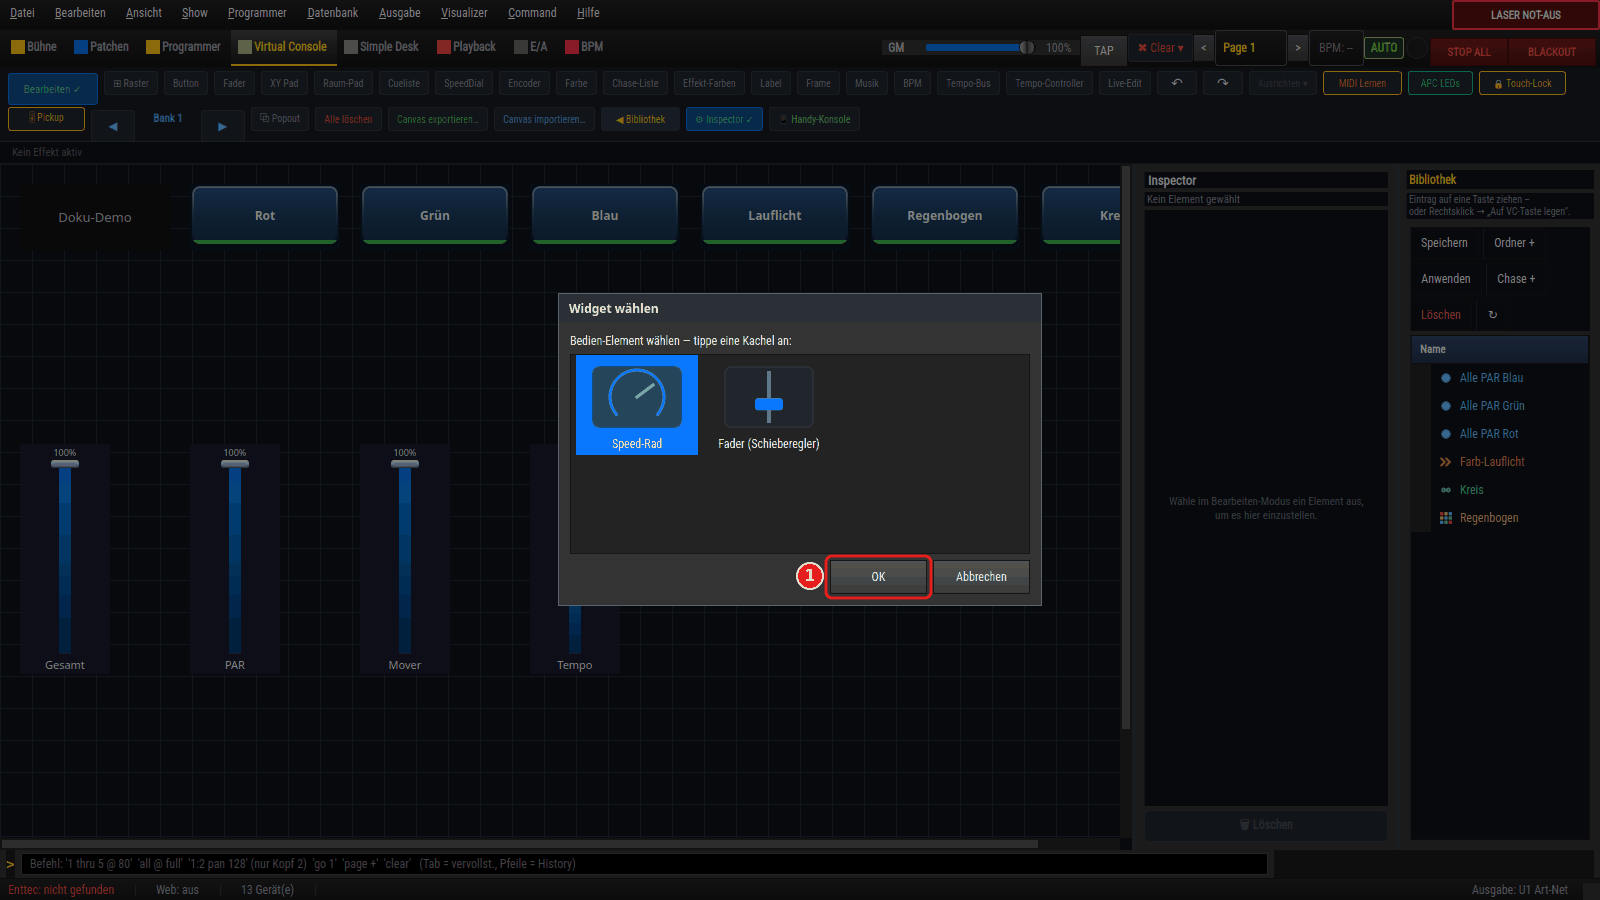 Datei Bearbeiten Ansicht Show Programmer Datenbank Ausgabe Visualizer Command Hilfe
LASER NOT-AUS
Bühne Patchen Programmer Virtual Console Simple Desk Playback E/A BPM
GM 100% TAP ✖ Clear ▾ < Page 1 > BPM: -- AUTO STOP ALL BLACKOUT
Bearbeiten ✓ ⊞ Raster Button Fader XY Pad Raum-Pad Cueliste SpeedDial Encoder Farbe Chase-Liste Effekt-Farben Label Frame Musik BPM Tempo-Bus Tempo-Controller Live-Edit ↶ ↷ Ausrichten ▾ MIDI Lernen APC LEDs Touch-Lock
Pickup ◀ Bank 1 ▶ Popout Alle löschen Canvas exportieren... Canvas importieren... ◀ Bibliothek Inspector ✓ Handy-Konsole
Kein Effekt aktiv
Doku-Demo
Rot
Grün
Blau
Lauflicht
Regenbogen
Kre
100%
Gesamt
100%
PAR
100%
Mover
Tempo
Widget wählen
Bedien-Element wählen – tippe eine Kachel an:
Speed-Rad
Fader (Schieberegler)
1
OK
Abbrechen
Inspector
Kein Element gewählt
Wähle im Bearbeiten-Modus ein Element aus,
um es hier einzustellen.
Löschen
Bibliothek
Eintrag auf eine Taste ziehen –
oder Rechtsklick → „Auf VC-Taste legen".
Speichern Ordner +
Anwenden Chase +
Löschen ↻
Name
Alle PAR Blau
Alle PAR Grün
Alle PAR Rot
Farb-Lauflicht
Kreis
Regenbogen
> Befehl: '1 thru 5 @ 80' 'all @ full' '1:2 pan 128' (nur Kopf 2) 'go 1' 'page +' 'clear' (Tab = vervollst., Pfeile = History)
Enttec: nicht gefunden Web: aus 13 Gerät(e) Ausgabe: U1 Art-Net